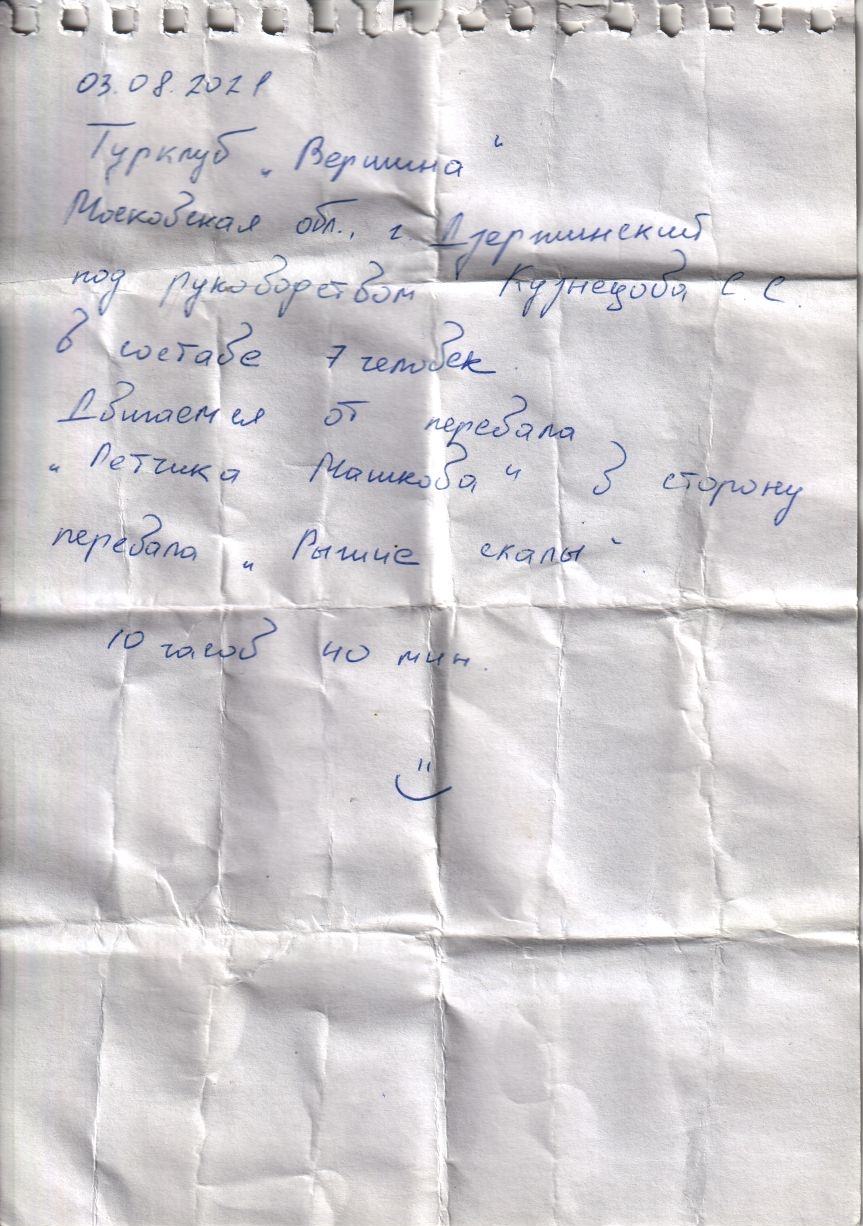 03.08.2021
Турклуб „Вершина“
Московская обл., г. Дзержинский
под руководством Кузнецова С. С.
в составе 7 человек.
Двигаемся от перевала
„Летчика Машкова“ в сторону
перевала „Рыжие скалы“.
10 часов 40 мин.